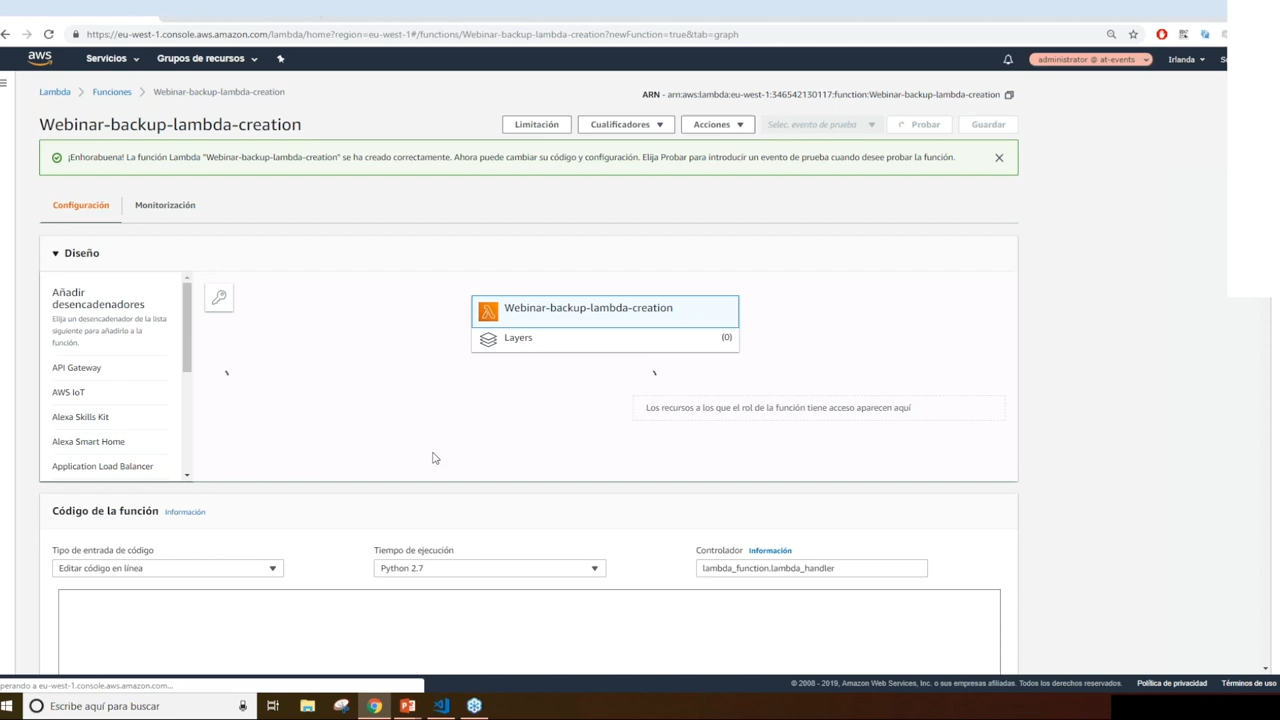 https://eu-west-1.console.aws.amazon.com/lambda/home?region=eu-west-1#/functions/Webinar-backup-lambda-creation?newFunction=true&tab=graph
aws Servicios Grupos de recursos administrator @ at-events Irlanda
Lambda Funciones Webinar-backup-lambda-creation
ARN - arn:aws:lambda:eu-west-1:346542130117:function:Webinar-backup-lambda-creation
Webinar-backup-lambda-creation
Limitación Cualificadores Acciones Selec. evento de prueba Probar Guardar
¡Enhorabuena! La función Lambda "Webinar-backup-lambda-creation" se ha creado correctamente. Ahora puede cambiar su código y configuración. Elija Probar para introducir un evento de prueba cuando desee probar la función.
Configuración Monitorización
Diseño
Añadir
desencadenadores
Elija un desencadenador de la lista
siguiente para añadirlo a la
función.
API Gateway
AWS IoT
Alexa Skills Kit
Alexa Smart Home
Application Load Balancer
Webinar-backup-lambda-creation
Layers (0)
Los recursos a los que el rol de la función tiene acceso aparecen aquí
Código de la función Información
Tipo de entrada de código
Editar código en línea
Tiempo de ejecución
Python 2.7
Controlador Información
lambda_function.lambda_handler
perando a eu-west-1.console.aws.amazon.com...
© 2008 - 2019, Amazon Web Services, Inc. o sus empresas afiliadas. Todos los derechos reservados. Política de privacidad Términos de uso
Escribe aquí para buscar